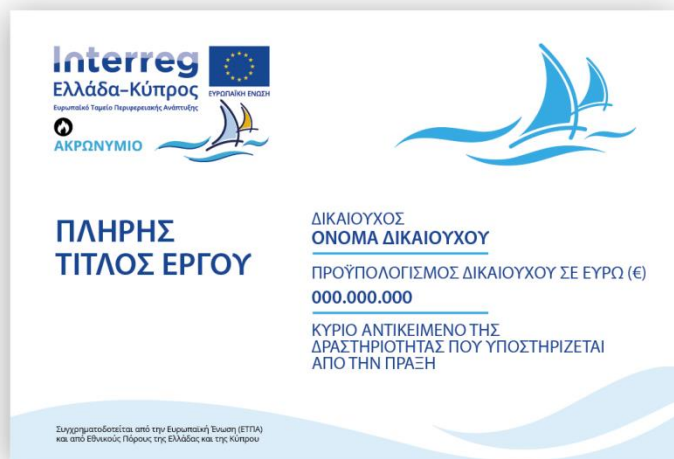 Interreg
Ελλάδα-Κύπρος
Ευρωπαϊκό Ταμείο Περιφερειακής Ανάπτυξης
ΕΥΡΩΠΑΪΚΗ ΕΝΩΣΗ
ΑΚΡΩΝΥΜΙΟ
ΠΛΗΡΗΣ
ΤΙΤΛΟΣ ΕΡΓΟΥ
ΔΙΚΑΙΟΥΧΟΣ
ΟΝΟΜΑ ΔΙΚΑΙΟΥΧΟΥ
ΠΡΟΫΠΟΛΟΓΙΣΜΟΣ ΔΙΚΑΙΟΥΧΟΥ ΣΕ ΕΥΡΩ (€)
000.000.000
ΚΥΡΙΟ ΑΝΤΙΚΕΙΜΕΝΟ ΤΗΣ
ΔΡΑΣΤΗΡΙΟΤΗΤΑΣ ΠΟΥ ΥΠΟΣΤΗΡΙΖΕΤΑΙ
ΑΠΟ ΤΗΝ ΠΡΑΞΗ
Συγχρηματοδοτείται από την Ευρωπαϊκή Ένωση (ΕΤΠΑ)
και από Εθνικούς Πόρους της Ελλάδας και της Κύπρου